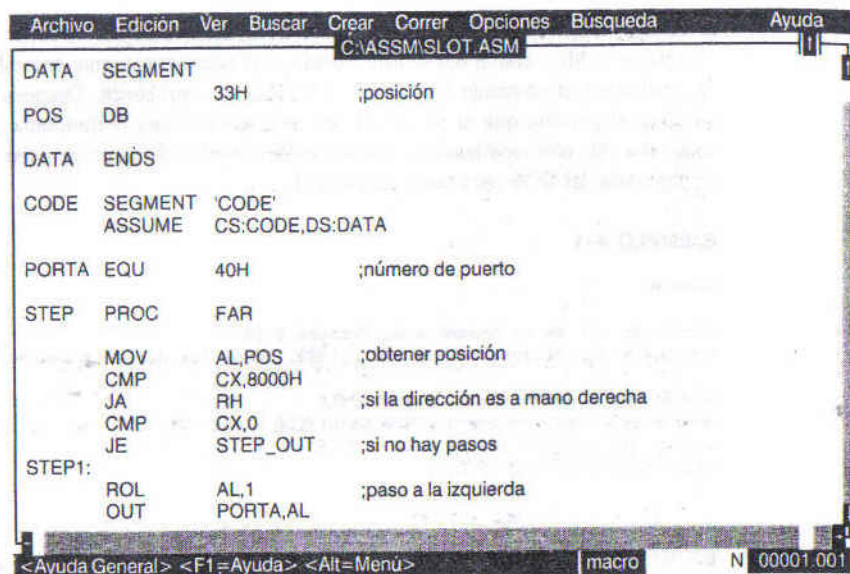 Archivo Edición Ver Buscar Crear Correr Opciones Búsqueda Ayuda
C:\ASSM\SLOT.ASM
DATA SEGMENT
33H ;posición
POS DB
DATA ENDS
CODE SEGMENT 'CODE'
ASSUME CS:CODE,DS:DATA
PORTA EQU 40H ;número de puerto
STEP PROC FAR
MOV AL,POS ;obtener posición
CMP CX,8000H
JA RH ;si la dirección es a mano derecha
CMP CX,0
JE STEP_OUT ;si no hay pasos
STEP1:
ROL AL,1 ;paso a la izquierda
OUT PORTA,AL
<Ayuda General> <F1=Ayuda> <Alt=Menú> macro N 00001.001